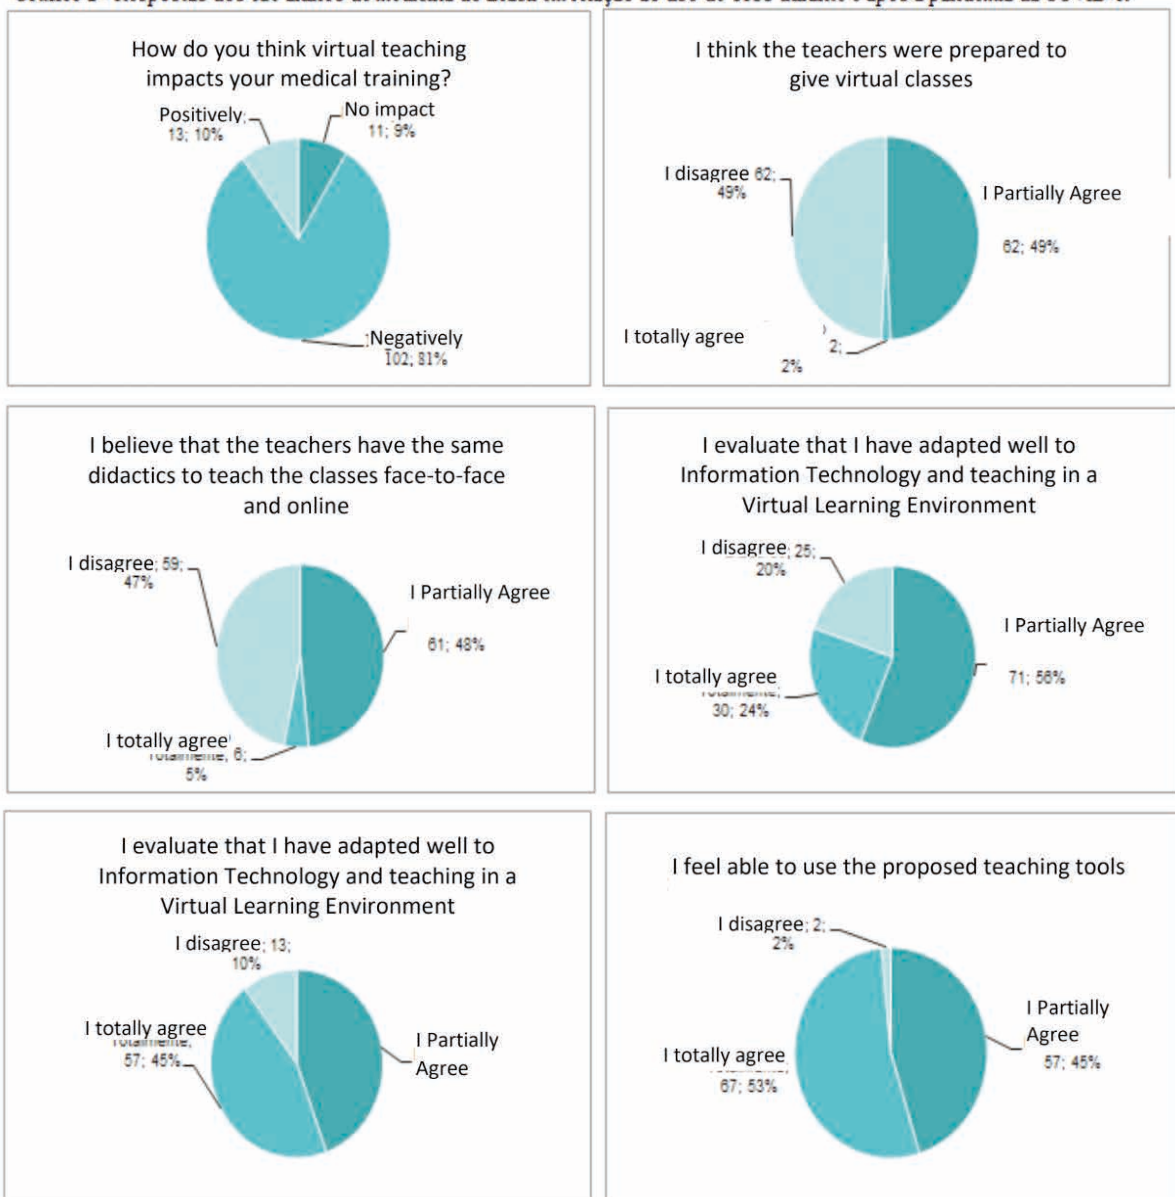 How do you think virtual teaching
impacts your medical training?
Positively;
13; 10%
No impact
11; 9%
Negatively
102; 81%
I think the teachers were prepared to
give virtual classes
I disagree 62;
49%
I Partially Agree
62; 49%
I totally agree
2;
2%
I believe that the teachers have the same
didactics to teach the classes face-to-face
and online
I disagree; 59;
47%
I Partially Agree
61; 48%
I totally agree
6;
5%
I evaluate that I have adapted well to
Information Technology and teaching in a
Virtual Learning Environment
I disagree; 25;
20%
I Partially Agree
71; 56%
I totally agree
30; 24%
I evaluate that I have adapted well to
Information Technology and teaching in a
Virtual Learning Environment
I disagree; 13;
10%
I totally agree
57; 45%
I Partially
Agree
I feel able to use the proposed teaching tools
I disagree; 2;
2%
I Partially
Agree
57; 45%
I totally agree
67; 53%